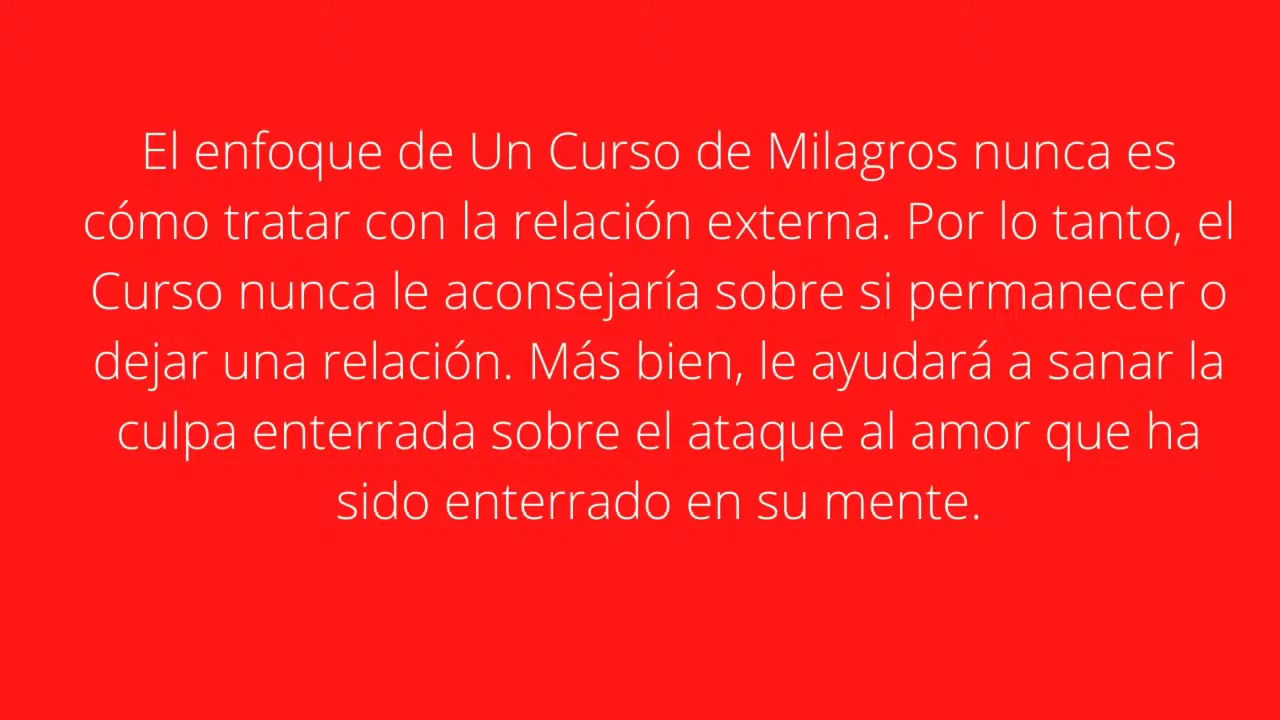 El enfoque de Un Curso de Milagros nunca es
cómo tratar con la relación externa. Por lo tanto, el
Curso nunca le aconsejaría sobre si permanecer o
dejar una relación. Más bien, le ayudará a sanar la
culpa enterrada sobre el ataque al amor que ha
sido enterrado en su mente.